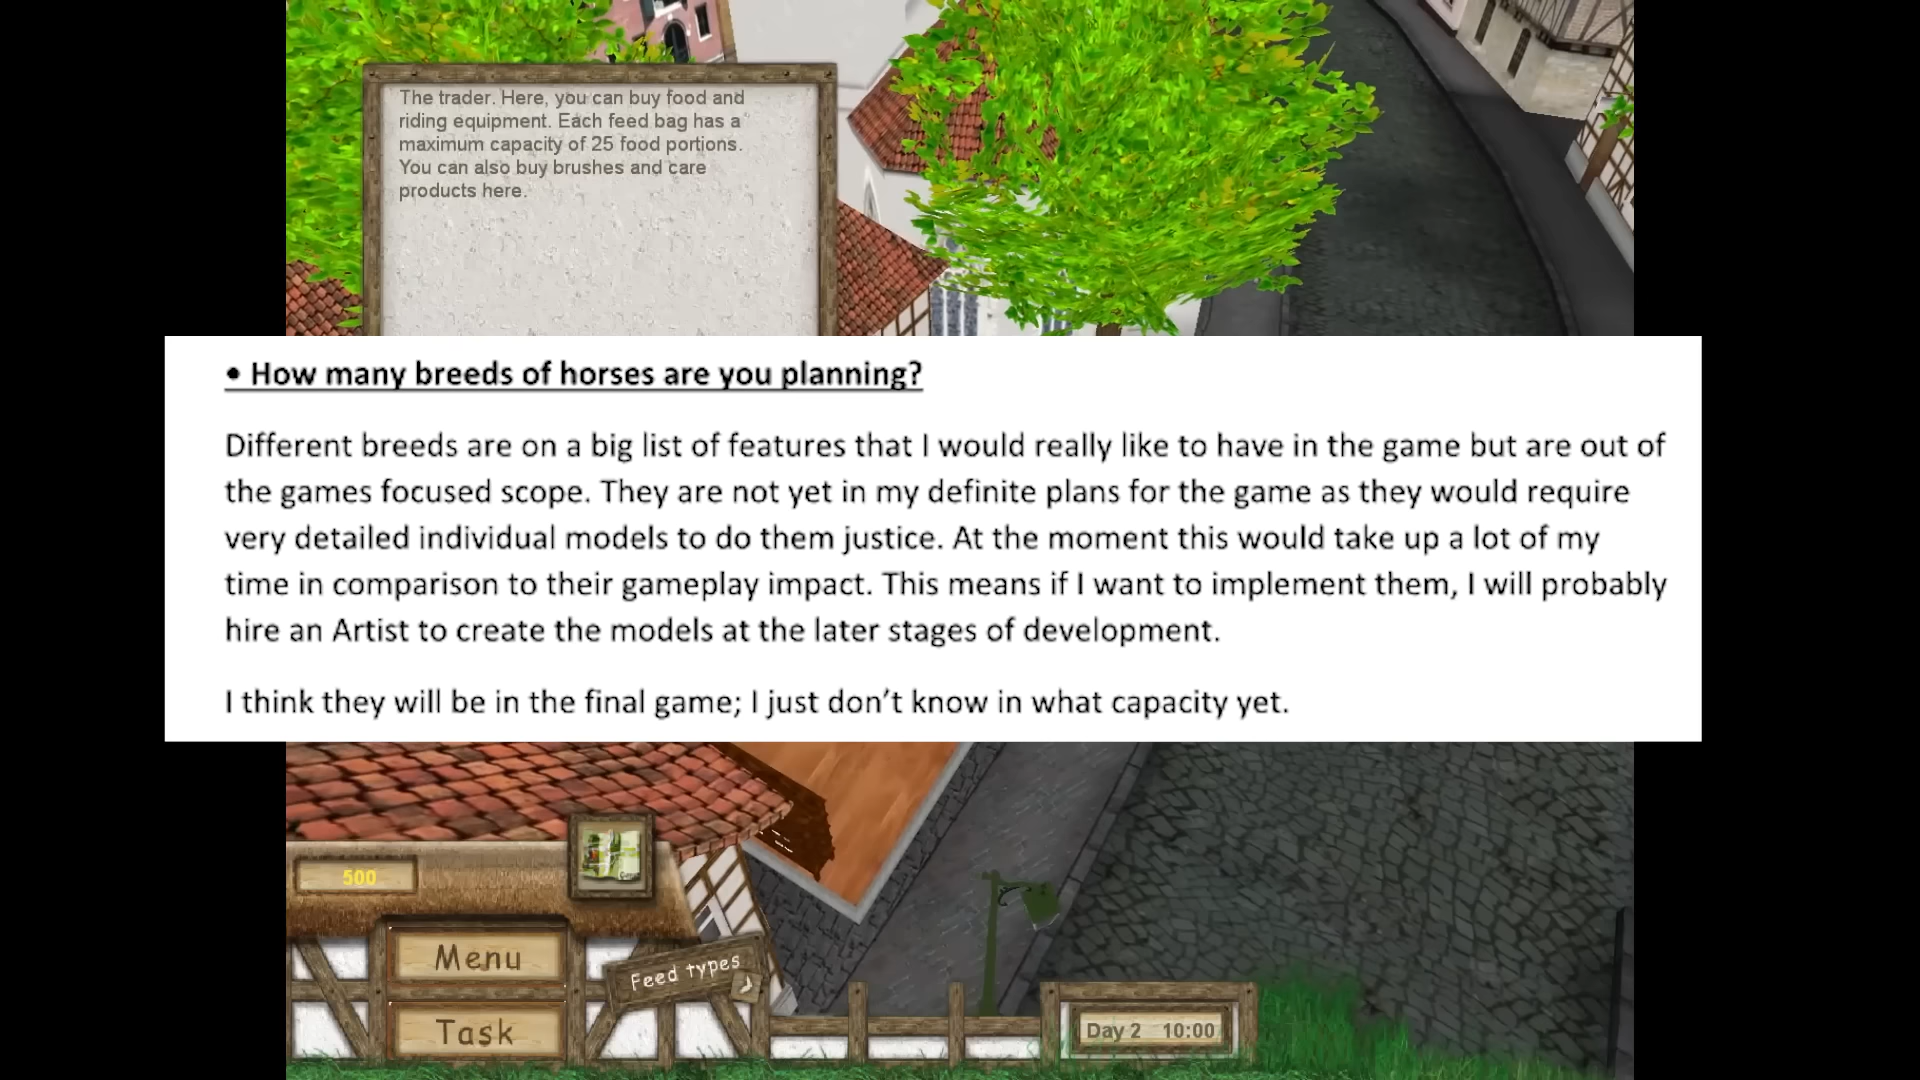 The trader. Here, you can buy food and
riding equipment. Each feed bag has a
maximum capacity of 25 food portions.
You can also buy brushes and care
products here.
• How many breeds of horses are you planning?
Different breeds are on a big list of features that I would really like to have in the game but are out of
the games focused scope. They are not yet in my definite plans for the game as they would require
very detailed individual models to do them justice. At the moment this would take up a lot of my
time in comparison to their gameplay impact. This means if I want to implement them, I will probably
hire an Artist to create the models at the later stages of development.
I think they will be in the final game; I just don't know in what capacity yet.
500
Menu
Feed types
Task
Day 2 10:00